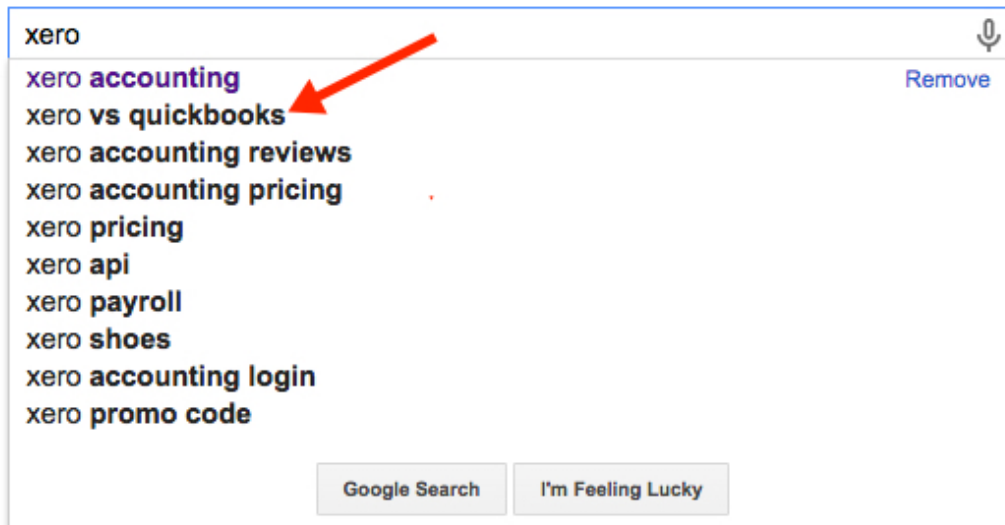 xero
xero accounting Remove
xero vs quickbooks
xero accounting reviews
xero accounting pricing
xero pricing
xero api
xero payroll
xero shoes
xero accounting login
xero promo code
Google Search I'm Feeling Lucky